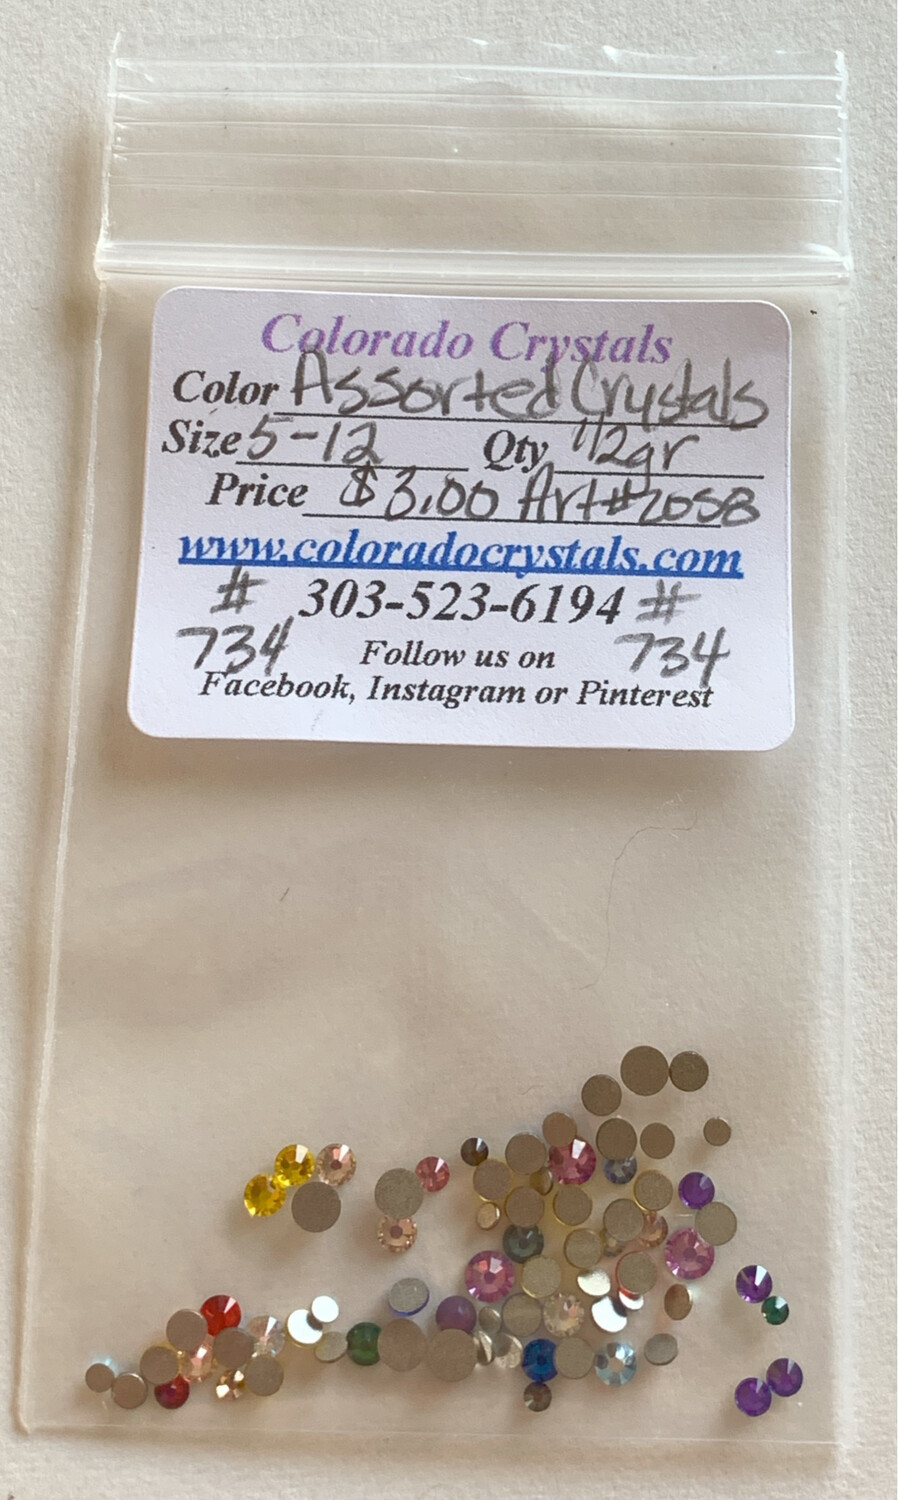 Colorado Crystals
Color Assorted Crystals
Size 5-12 Qty 1/2gr
Price $3.00 Art#2058
www.coloradocrystals.com
# 303-523-6194 #
734 Follow us on 734
Facebook, Instagram or Pinterest